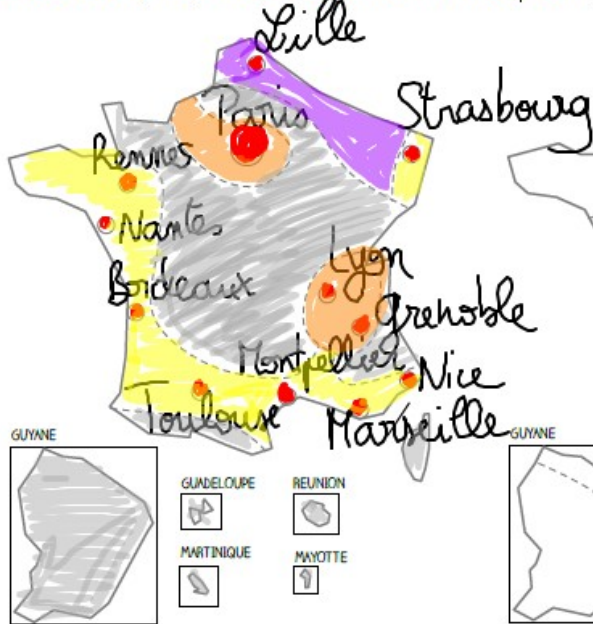 Lille
Paris
Strasbourg
Rennes
Nantes
Lyon
Bordeaux
Grenoble
Montpellier
Nice
Toulouse
Marseille
GUYANE
GUYANE
GUADELOUPE
REUNION
MARTINIQUE
MAYOTTE